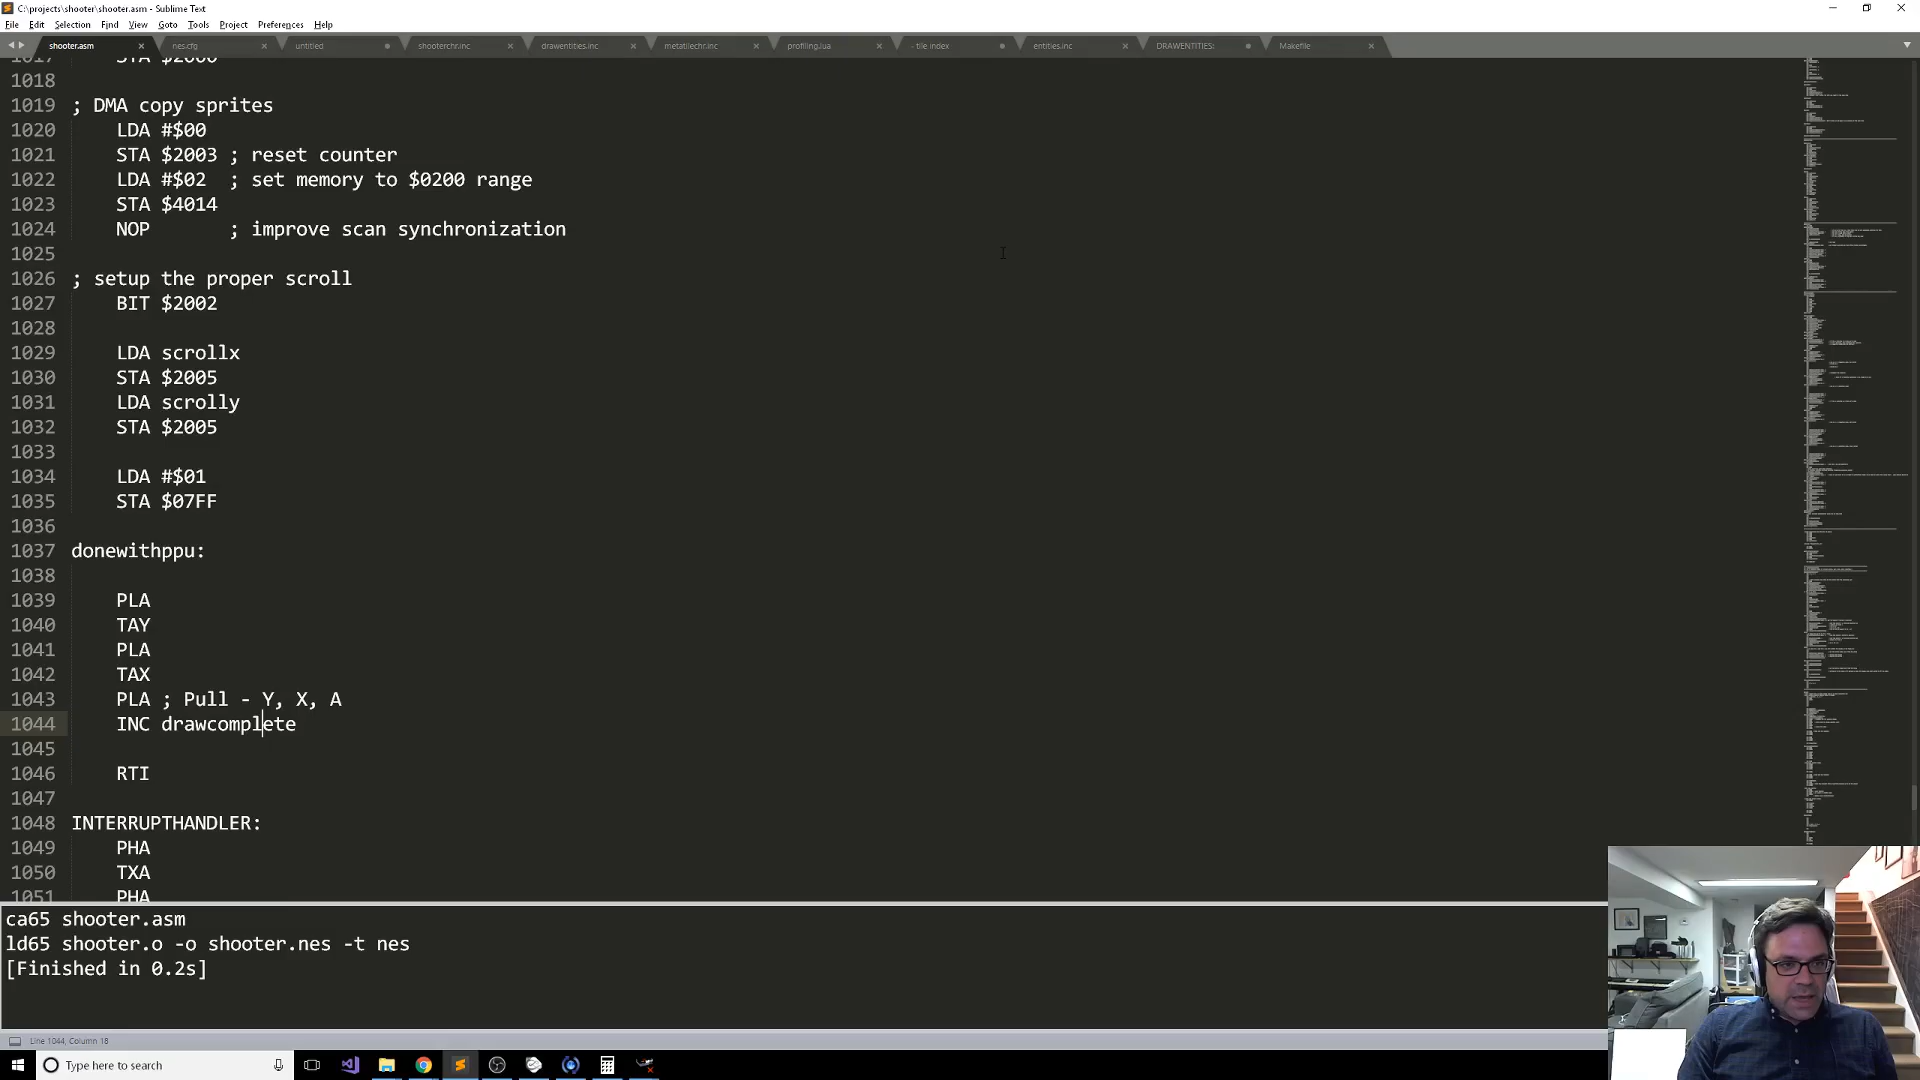 C:\projects\shooter\shooter.asm - Sublime Text
File Edit Selection Find View Goto Tools Project Preferences Help
shooter.asm nes.cfg untitled shooterchr.inc drawentities.inc metatilechr.inc profiling.lua - tile index entities.inc DRAWENTITIES: Makefile
1017 STA $2000
1018
1019 ; DMA copy sprites
1020 LDA #$00
1021 STA $2003 ; reset counter
1022 LDA #$02 ; set memory to $0200 range
1023 STA $4014
1024 NOP ; improve scan synchronization
1025
1026 ; setup the proper scroll
1027 BIT $2002
1028
1029 LDA scrollx
1030 STA $2005
1031 LDA scrolly
1032 STA $2005
1033
1034 LDA #$01
1035 STA $07FF
1036
1037 donewithppu:
1038
1039 PLA
1040 TAY
1041 PLA
1042 TAX
1043 PLA ; Pull - Y, X, A
1044 INC drawcomplete
1045
1046 RTI
1047
1048 INTERRUPTHANDLER:
1049 PHA
1050 TXA
1051 PHA
ca65 shooter.asm
ld65 shooter.o -o shooter.nes -t nes
[Finished in 0.2s]
Line 1044, Column 18
Type here to search